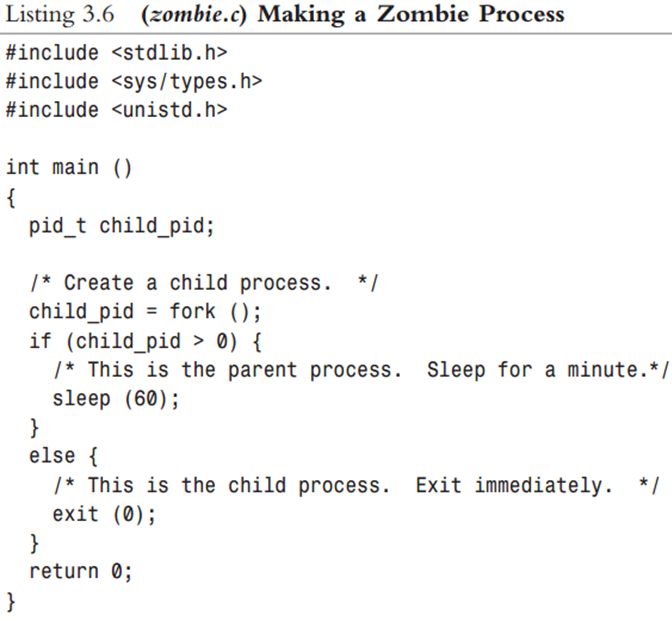 Listing 3.6 (zombie.c) Making a Zombie Process
#include <stdlib.h>
#include <sys/types.h>
#include <unistd.h>

int main ()
{
  pid_t child_pid;

  /* Create a child process.  */
  child_pid = fork ();
  if (child_pid > 0) {
    /* This is the parent process.  Sleep for a minute.*/
    sleep (60);
  }
  else {
    /* This is the child process.  Exit immediately.  */
    exit (0);
  }
  return 0;
}